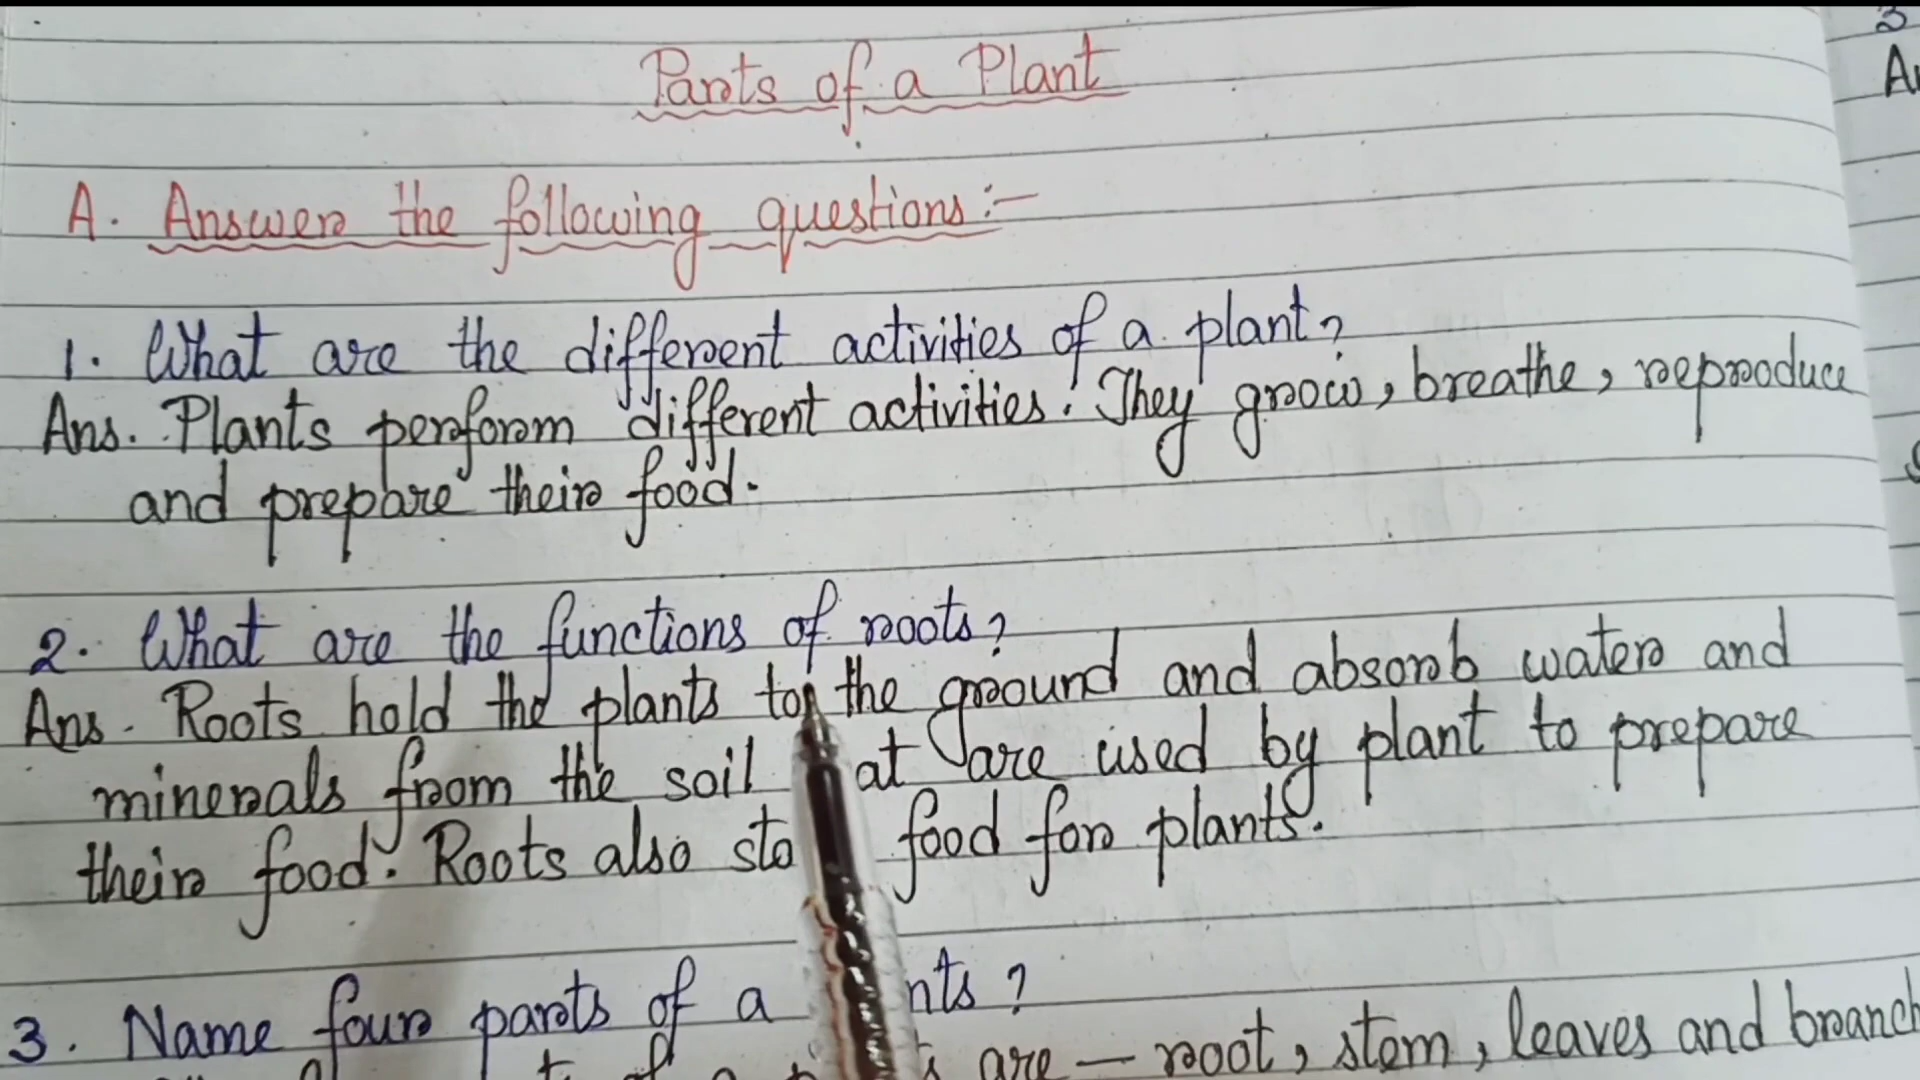 Parts of a Plant
A. Answer the following questions:-
1. What are the different activities of a plant?
Ans. Plants perform different activities. They grow, breathe, reproduce
and prepare their food.
2. What are the functions of roots?
Ans. Roots hold the plants to the ground and absorb water and
minerals from the soil at are used by plant to prepare
their food. Roots also sto food for plants.
3. Name four parts of a nts?
are - root, stem, leaves and branch